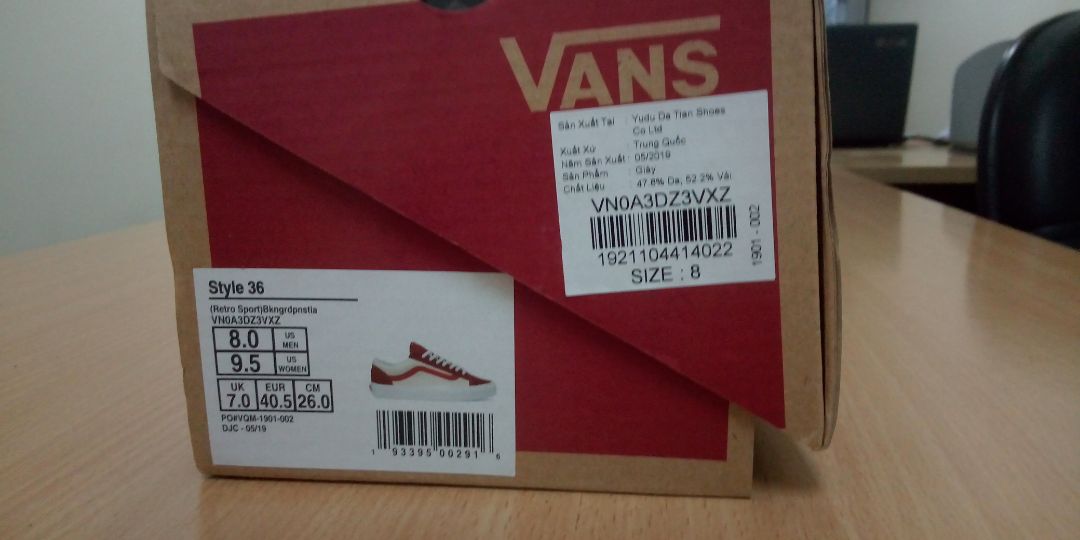 VANS
Sản Xuất Tại : Yudu Da Tian Shoes
Co Ltd
Xuất Xứ : Trung Quốc
Năm Sản Xuất : 05/2019
Sản Phẩm : Giày
Chất Liệu : 47.8% Da, 52.2% Vải
VN0A3DZ3VXZ
1921104414022
SIZE : 8
1901 - 002
Style 36
(Retro Sport)Bkngrdpnstia
VN0A3DZ3VXZ
8.0 US MEN
9.5 US WOMEN
UK EUR CM
7.0 40.5 26.0
PO#VQM-1901-002
DJC - 05/19
1 93395 00291 6